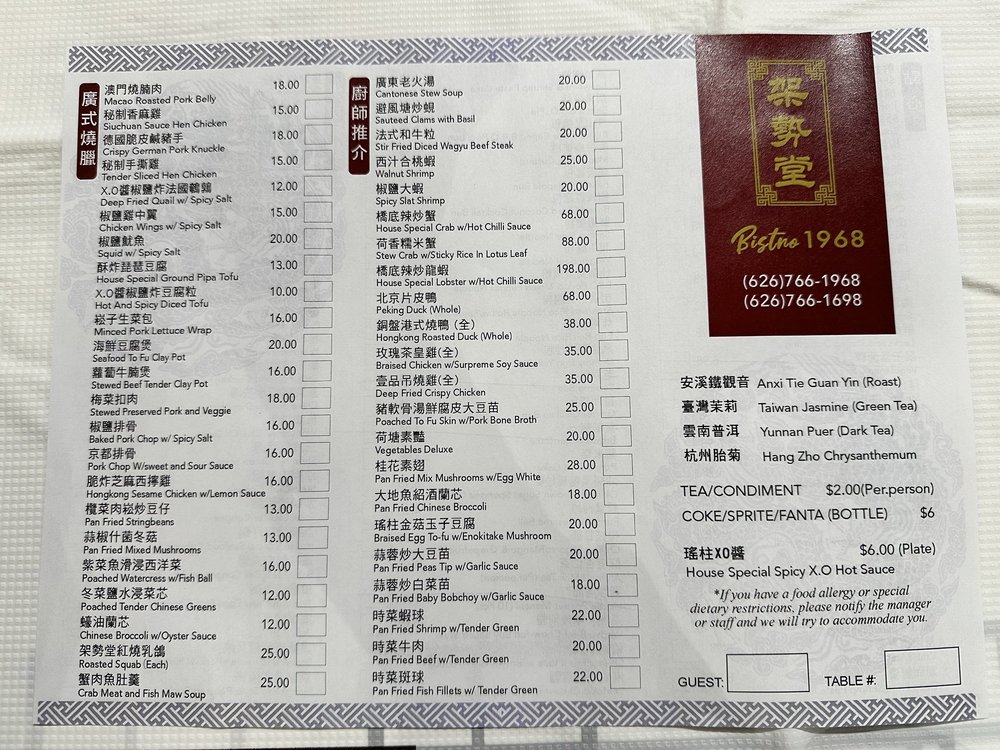 廣式燒臘
澳門燒腩肉 18.00
Macao Roasted Pork Belly
秘制香麻雞 15.00
Siuchuan Sauce Hen Chicken
德國脆皮鹹豬手 18.00
Crispy German Pork Knuckle
秘制手撕雞 15.00
Tender Sliced Hen Chicken
X.O醬椒鹽炸法國鵪鶉 12.00
Deep Fried Quail w/ Spicy Salt
椒鹽雞中翼 15.00
Chicken Wings w/ Spicy Salt
椒鹽魷魚 20.00
Squid w/ Spicy Salt
酥炸琵琶豆腐 13.00
House Special Ground Pipa Tofu
X.O醬椒鹽炸豆腐粒 10.00
Hot And Spicy Diced Tofu
崧子生菜包 16.00
Minced Pork Lettuce Wrap
海鮮豆腐煲 20.00
Seafood To Fu Clay Pot
蘿蔔牛腩煲 16.00
Stewed Beef Tender Clay Pot
梅菜扣肉 18.00
Stewed Preserved Pork and Veggie
椒鹽排骨 16.00
Baked Pork Chop w/ Spicy Salt
京都排骨 16.00
Pork Chop W/sweet and Sour Sauce
脆炸芝麻西擰雞 16.00
Hongkong Sesame Chicken w/Lemon Sauce
欖菜肉崧炒豆仔 13.00
Pan Fried Stringbeans
蒜椒什菌冬菇 13.00
Pan Fried Mixed Mushrooms
紫菜魚滑浸西洋菜 16.00
Poached Watercress w/Fish Ball
冬菜鹽水浸菜芯 12.00
Poached Tender Chinese Greens
蠔油蘭芯 12.00
Chinese Broccoli w/Oyster Sauce
架勢堂紅燒乳鴿 25.00
Roasted Squab (Each)
蟹肉魚肚羹 25.00
Crab Meat and Fish Maw Soup
廚師推介
廣東老火湯 20.00
Cantonese Stew Soup
避風塘炒蜆 20.00
Sauteed Clams with Basil
法式和牛粒 20.00
Stir Fried Diced Wagyu Beef Steak
西汁合桃蝦 25.00
Walnut Shrimp
椒鹽大蝦 20.00
Spicy Slat Shrimp
橋底辣炒蟹 68.00
House Special Crab w/Hot Chilli Sauce
荷香糯米蟹 88.00
Stew Crab w/Sticky Rice In Lotus Leaf
橋底辣炒龍蝦 198.00
House Special Lobster w/Hot Chilli Sauce
北京片皮鴨 68.00
Peking Duck (Whole)
銅盤港式燒鴨 (全) 38.00
Hongkong Roasted Duck (Whole)
玫瑰茶皇雞(全) 35.00
Braised Chicken w/Surpreme Soy Sauce
壹品吊燒雞(全) 35.00
Deep Fried Crispy Chicken
豬軟骨湯鮮腐皮大豆苗 25.00
Poached To Fu Skin w/Pork Bone Broth
荷塘素豔 20.00
Vegetables Deluxe
桂花素翅 28.00
Pan Fried Mix Mushrooms w/Egg White
大地魚紹酒蘭芯 18.00
Pan Fried Chinese Broccoli
瑤柱金菇玉子豆腐 20.00
Braised Egg To-fu w/Enokitake Mushroom
蒜蓉炒大豆苗 20.00
Pan Fried Peas Tip w/Garlic Sauce
蒜蓉炒白菜苗 18.00
Pan Fried Baby Bobchoy w/Garlic Sauce
時菜蝦球 22.00
Pan Fried Shrimp w/Tender Green
時菜牛肉 20.00
Pan Fried Beef w/Tender Green
時菜斑球 22.00
Pan Fried Fish Fillets w/ Tender Green
架勢堂
Bistro 1968
(626)766-1968
(626)766-1698
安溪鐵觀音 Anxi Tie Guan Yin (Roast)
臺灣茉莉 Taiwan Jasmine (Green Tea)
雲南普洱 Yunnan Puer (Dark Tea)
杭州胎菊 Hang Zho Chrysanthemum
TEA/CONDIMENT $2.00(Per.person)
COKE/SPRITE/FANTA (BOTTLE) $6
瑤柱XO醬 $6.00 (Plate)
House Special Spicy X.O Hot Sauce
*If you have a food allergy or special
dietary restrictions, please notify the manager
or staff and we will try to accommodate you.
GUEST: TABLE #: